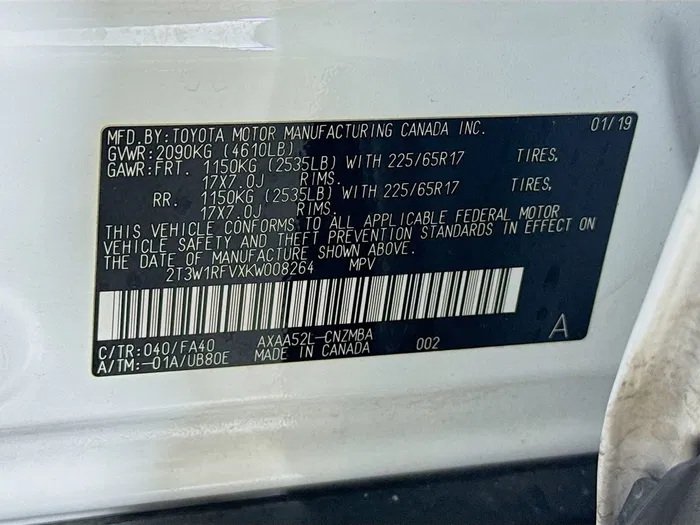 MFD.BY:TOYOTA MOTOR MANUFACTURING CANADA INC. 01/19
GVWR:2090KG (4610LB)
GAWR:FRT. 1150KG (2535LB) WITH 225/65R17 TIRES,
17X7.0J RIMS.
RR. 1150KG (2535LB) WITH 225/65R17 TIRES,
17X7.0J RIMS.
THIS VEHICLE CONFORMS TO ALL APPLICABLE FEDERAL MOTOR
VEHICLE SAFETY AND THEFT PREVENTION STANDARDS IN EFFECT ON
THE DATE OF MANUFACTURE SHOWN ABOVE.
2T3W1RFVXKW008264 MPV
C/TR:040/FA40 AXAA52L-CNZMBA 002 A
A/TM:-01A/UB80E MADE IN CANADA